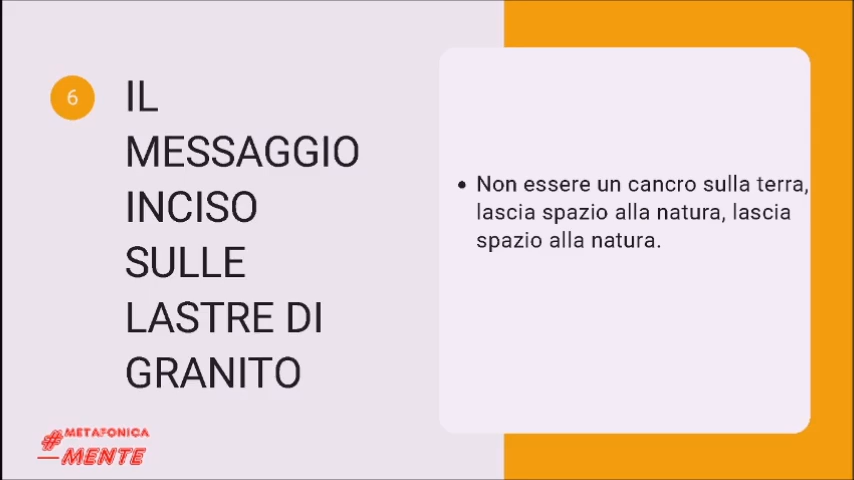 6
IL
MESSAGGIO
INCISO
SULLE
LASTRE DI
GRANITO
• Non essere un cancro sulla terra,
lascia spazio alla natura, lascia
spazio alla natura.
#METAFONICA
—MENTE